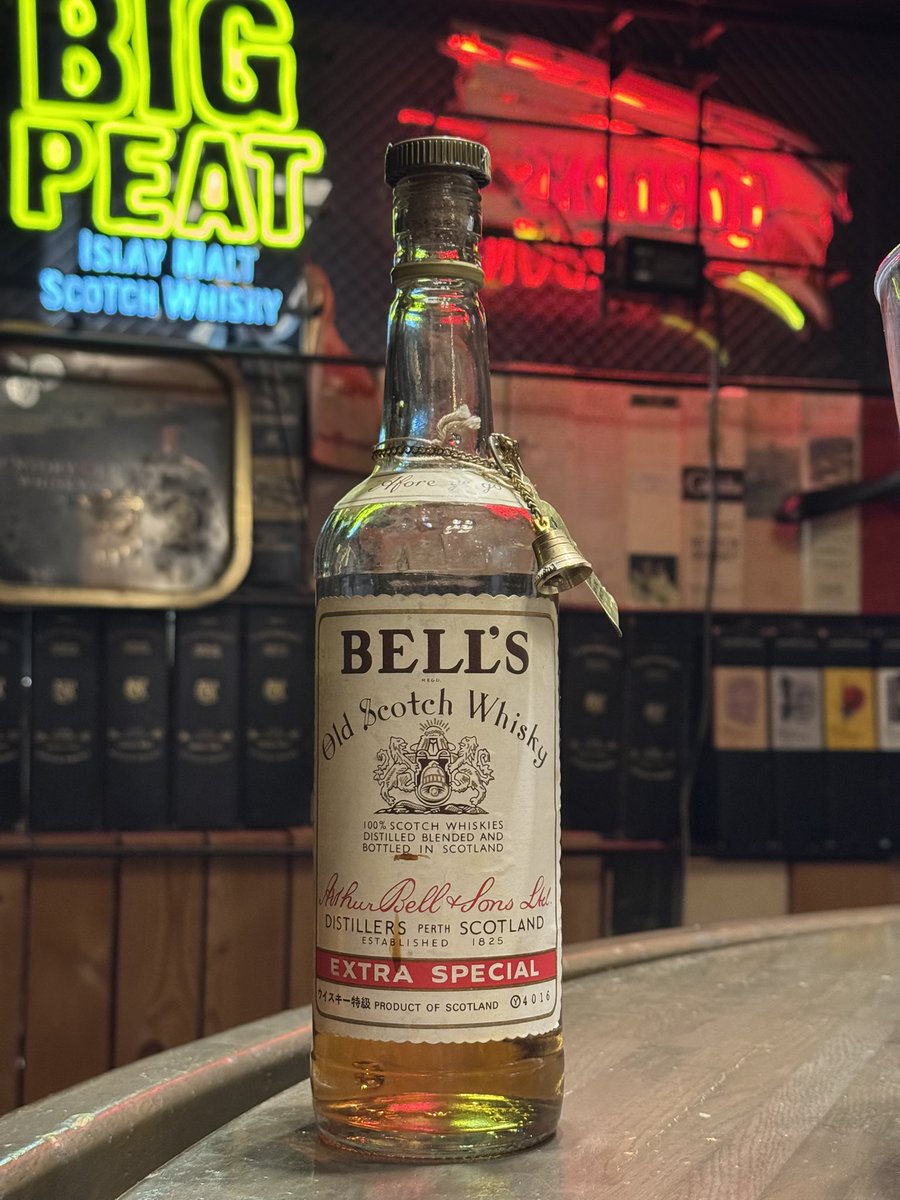 BIG
PEAT
ISLAY MALT
SCOTCH WHISKY
BELL'S
REGD.
Old Scotch Whisky
100% SCOTCH WHISKIES
DISTILLED BLENDED AND
BOTTLED IN SCOTLAND
Arthur Bell & Sons Ltd.
DISTILLERS PERTH SCOTLAND
ESTABLISHED 1825
EXTRA SPECIAL
ウイスキー特級 PRODUCT OF SCOTLAND Ⓨ4016